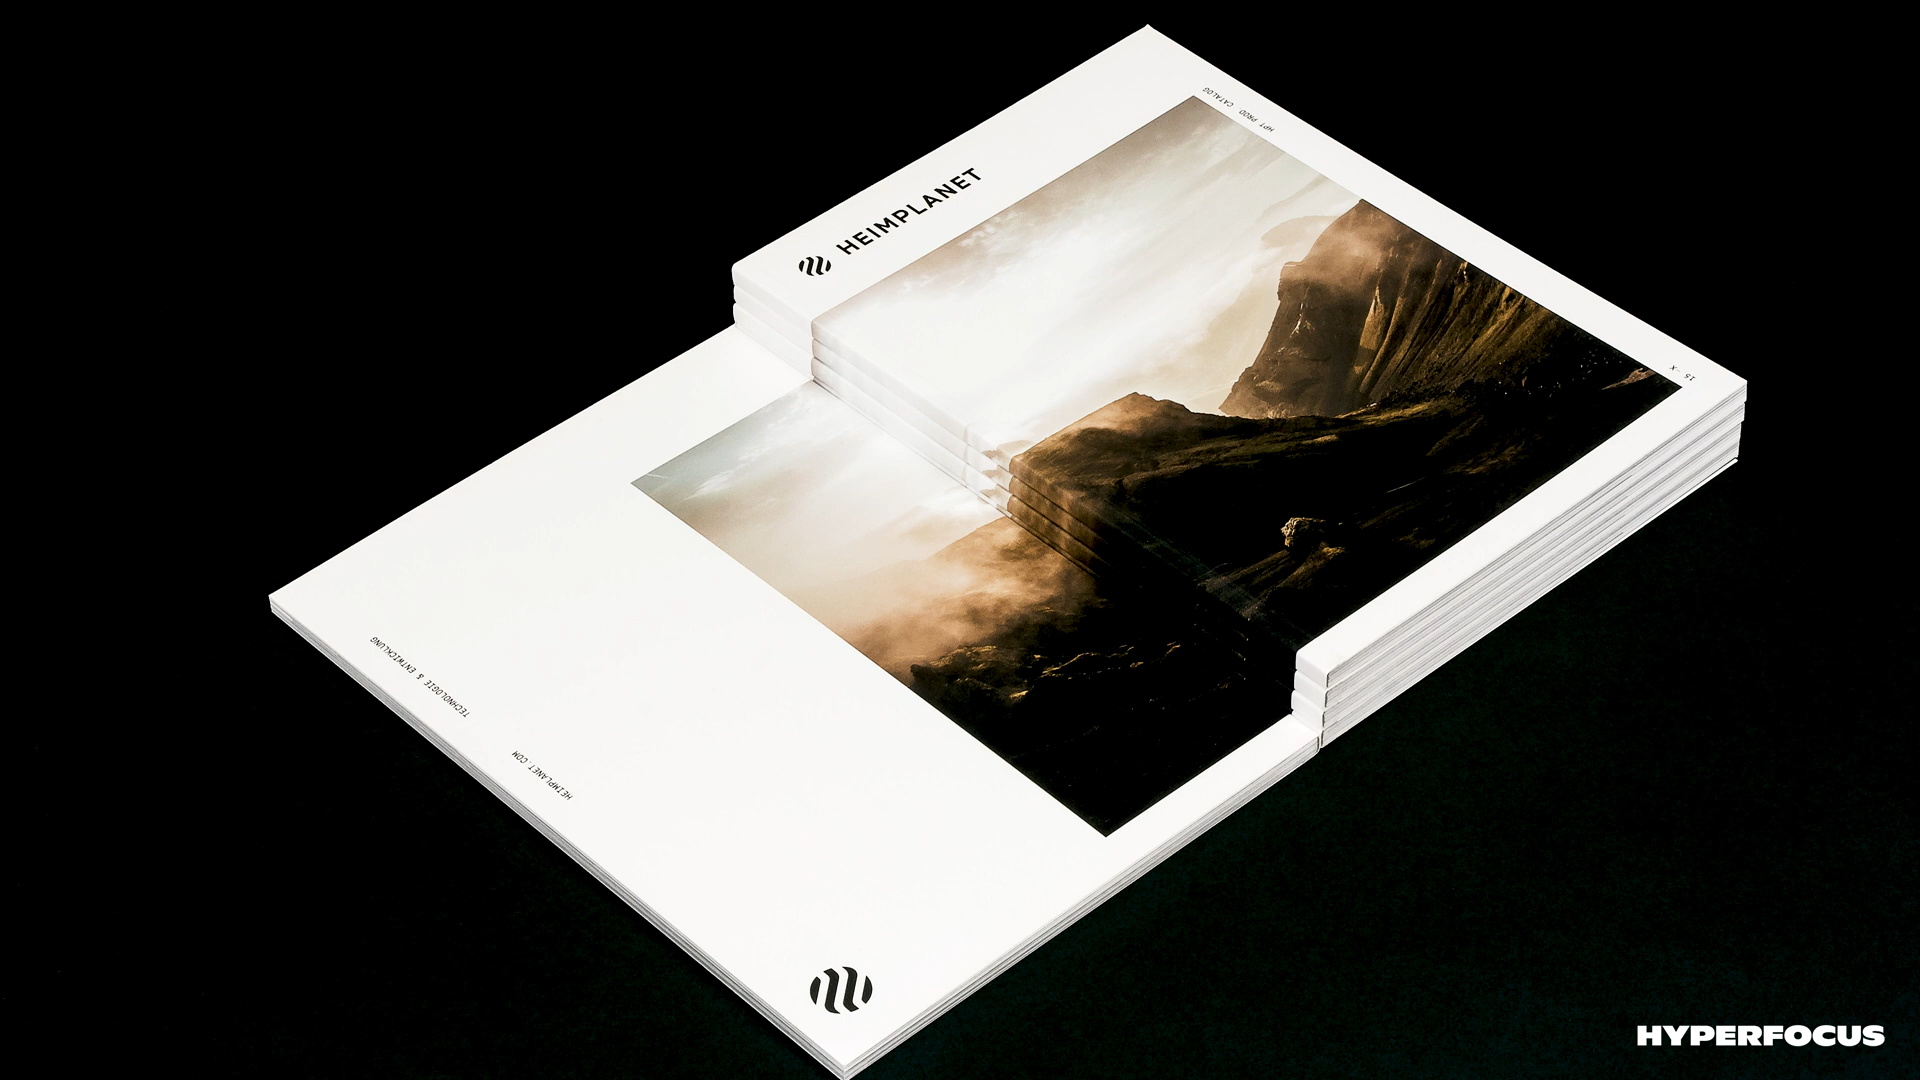 HPT PROD CATALOG
15 -X
HEIMPLANET
TECHNOLOGIE & ENTWICKLUNG
HEIMPLANET.COM
HYPERFOCUS